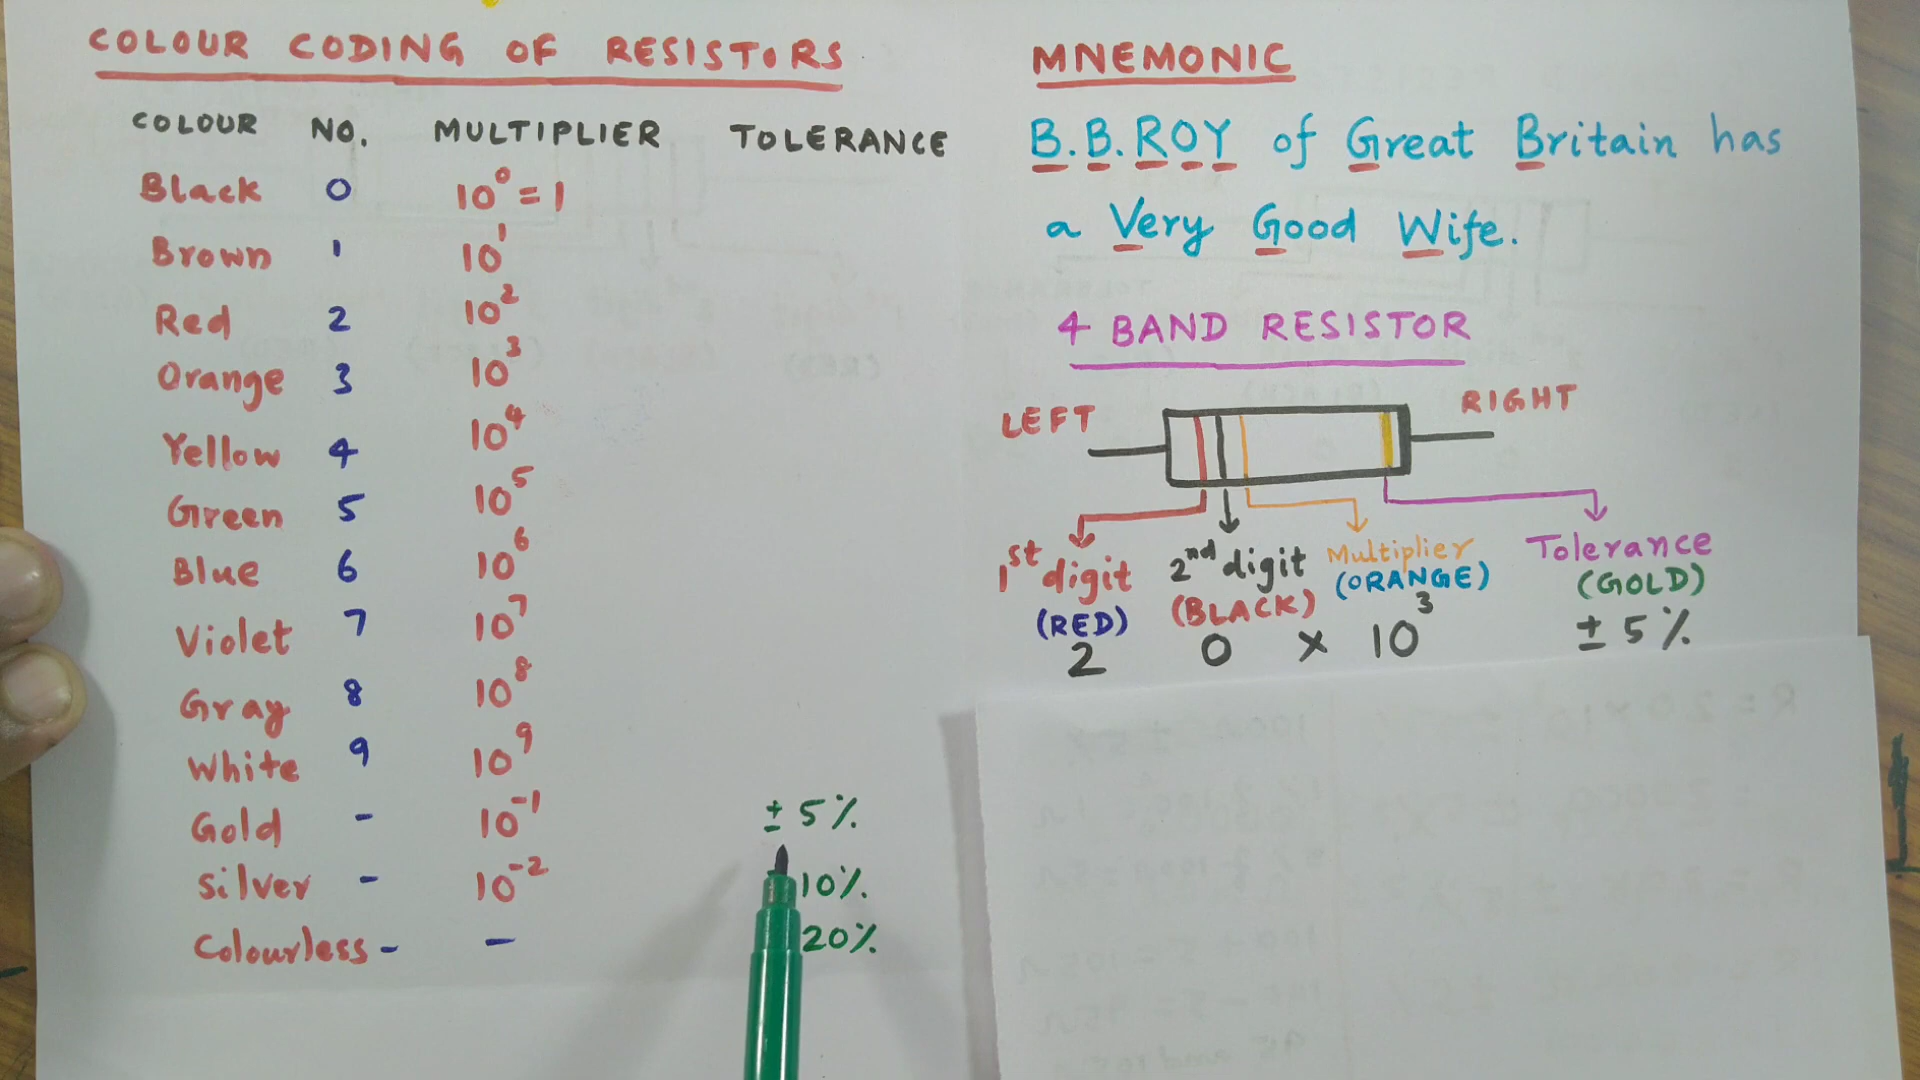 COLOUR CODING OF RESISTORS
COLOUR NO. MULTIPLIER TOLERANCE
Black 0 10⁰ = 1
Brown 1 10¹
Red 2 10²
Orange 3 10³
Yellow 4 10⁴
Green 5 10⁵
Blue 6 10⁶
Violet 7 10⁷
Gray 8 10⁸
White 9 10⁹
Gold - 10⁻¹ ± 5%
Silver - 10⁻² 10%
Colourless - - 20%
MNEMONIC
B.B.ROY of Great Britain has
a Very Good Wife.
4 BAND RESISTOR
LEFT RIGHT
1st digit 2nd digit Multiplier Tolerance
(RED) (BLACK) (ORANGE) (GOLD)
2 0 × 10³ ± 5%